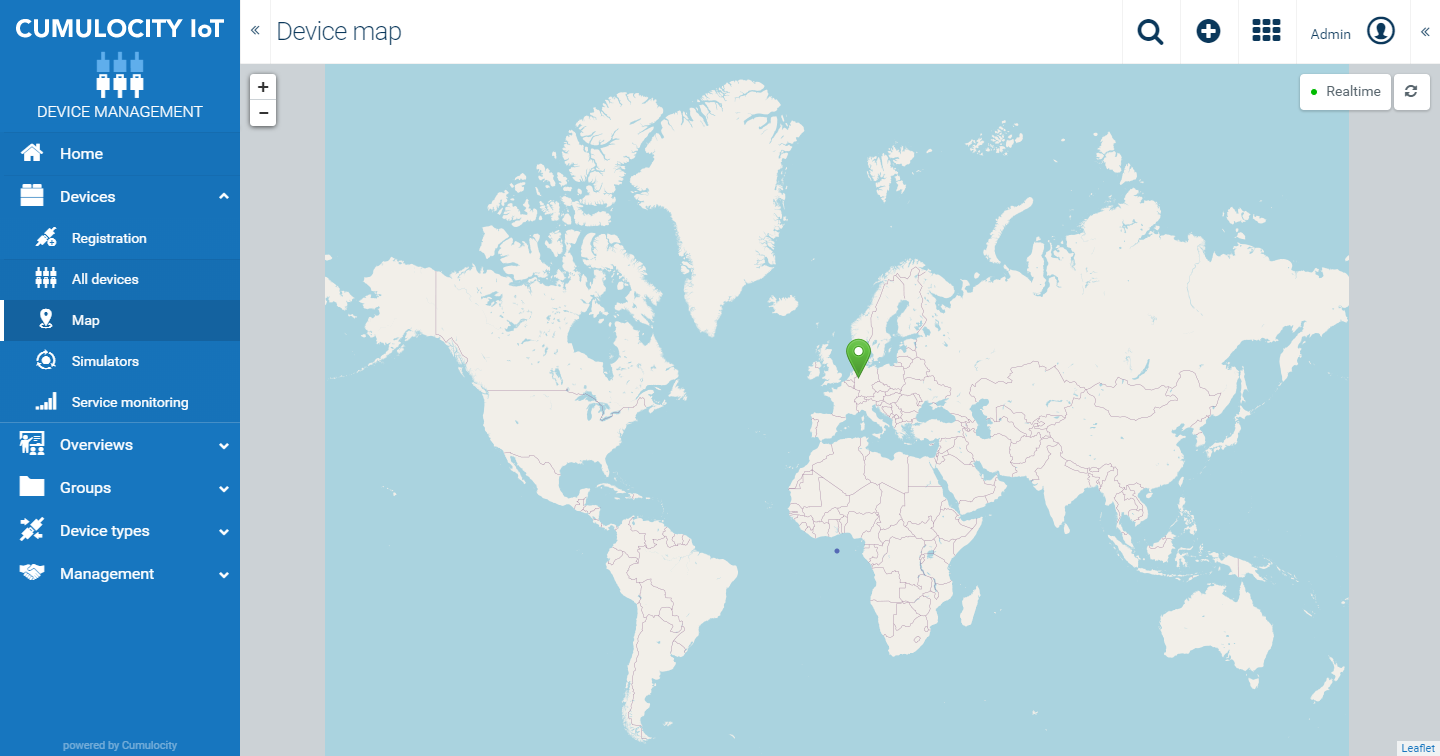 CUMULOCITY IoT
DEVICE MANAGEMENT
Home
Devices
Registration
All devices
Map
Simulators
Service monitoring
Overviews
Groups
Device types
Management
powered by Cumulocity
«
Device map
Admin
«
+
−
Realtime
Leaflet